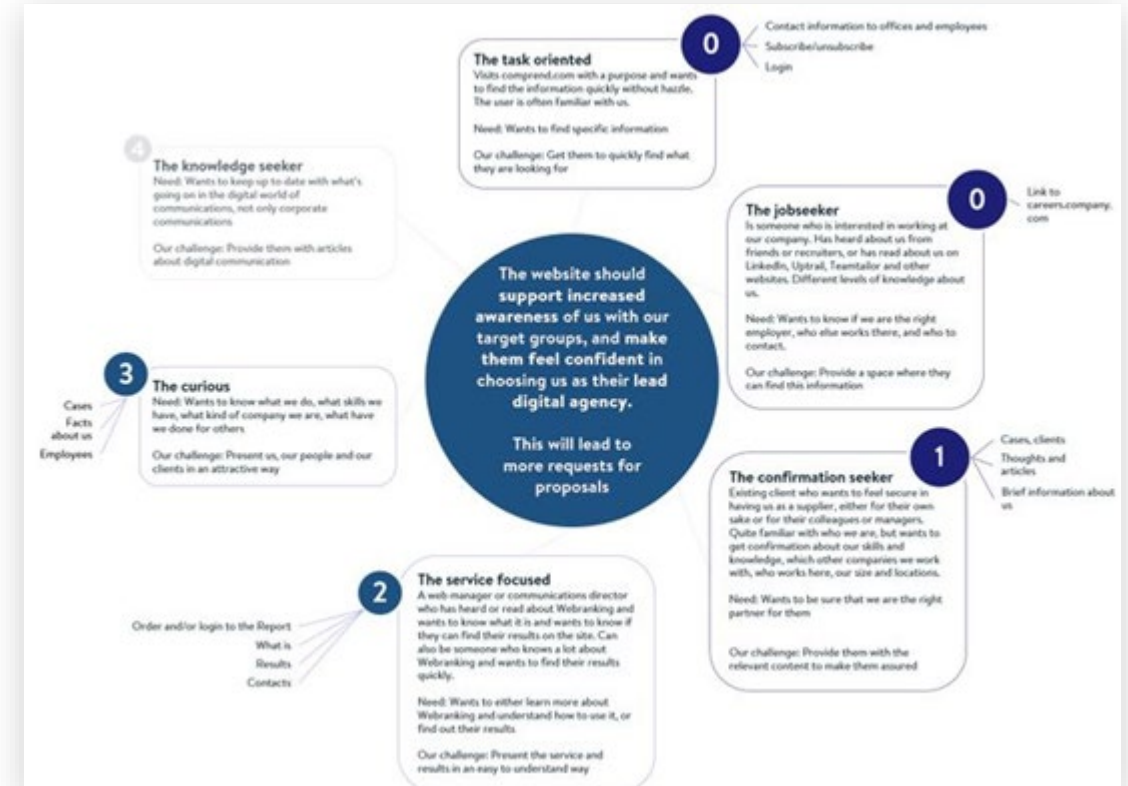 0
Contact information to offices and employees
Subscribe/unsubscribe
Login
The task oriented
Visits comprend.com with a purpose and wants
to find the information quickly without hazzle.
The user is often familiar with us.
Need: Wants to find specific information
Our challenge: Get them to quickly find what
they are looking for
4
The knowledge seeker
Need: Wants to keep up to date with what's
going on in the digital world of
communications, not only corporate
communications
Our challenge: Provide them with articles
about digital communication
0
Link to
careers.company.
com
The jobseeker
Is someone who is interested in working at
our company. Has heard about us from
friends or recruiters, or has read about us on
LinkedIn, Uptrail, Teamtailor and other
websites. Different levels of knowledge about
us.
Need: Wants to know if we are the right
employer, who else works there, and who to
contact.
Our challenge: Provide a space where they
can find this information
The website should
support increased
awareness of us with our
target groups, and make
them feel confident in
choosing us as their lead
digital agency.
This will lead to
more requests for
proposals
3
Cases
Facts
about us
Employees
The curious
Need: Wants to know what we do, what skills we
have, what kind of company we are, what have
we done for others
Our challenge: Present us, our people and our
clients in an attractive way
1
Cases, clients
Thoughts and
articles
Brief information about
us
The confirmation seeker
Existing client who wants to feel secure in
having us as a supplier, either for their own
sake or for their colleagues or managers.
Quite familiar with who we are, but wants to
get confirmation about our skills and
knowledge, which other companies we work
with, who works here, our size and locations.
Need: Wants to be sure that we are the right
partner for them
Our challenge: Provide them with the
relevant content to make them assured
2
Order and/or login to the Report
What is
Results
Contacts
The service focused
A web manager or communications director
who has heard or read about Webranking and
wants to know what it is and wants to know if
they can find their results on the site. Can
also be someone who knows a lot about
Webranking and wants to find their results
quickly.
Need: Wants to either learn more about
Webranking and understand how to use it, or
find out their results
Our challenge: Present the service and
results in an easy to understand way